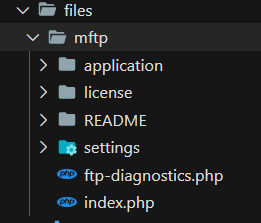 files
mftp
application
license
README
settings
ftp-diagnostics.php
index.php